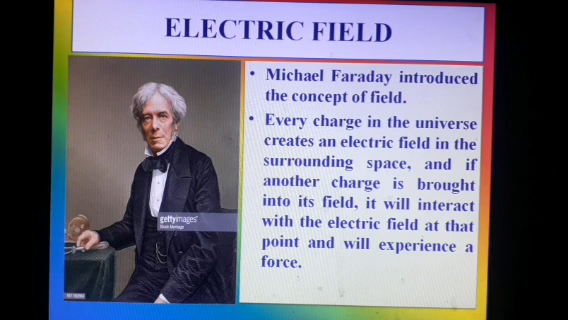 ELECTRIC FIELD
• Michael Faraday introduced
the concept of field.
• Every charge in the universe
creates an electric field in the
surrounding space, and if
another charge is brought
into its field, it will interact
with the electric field at that
point and will experience a
force.
gettyimages